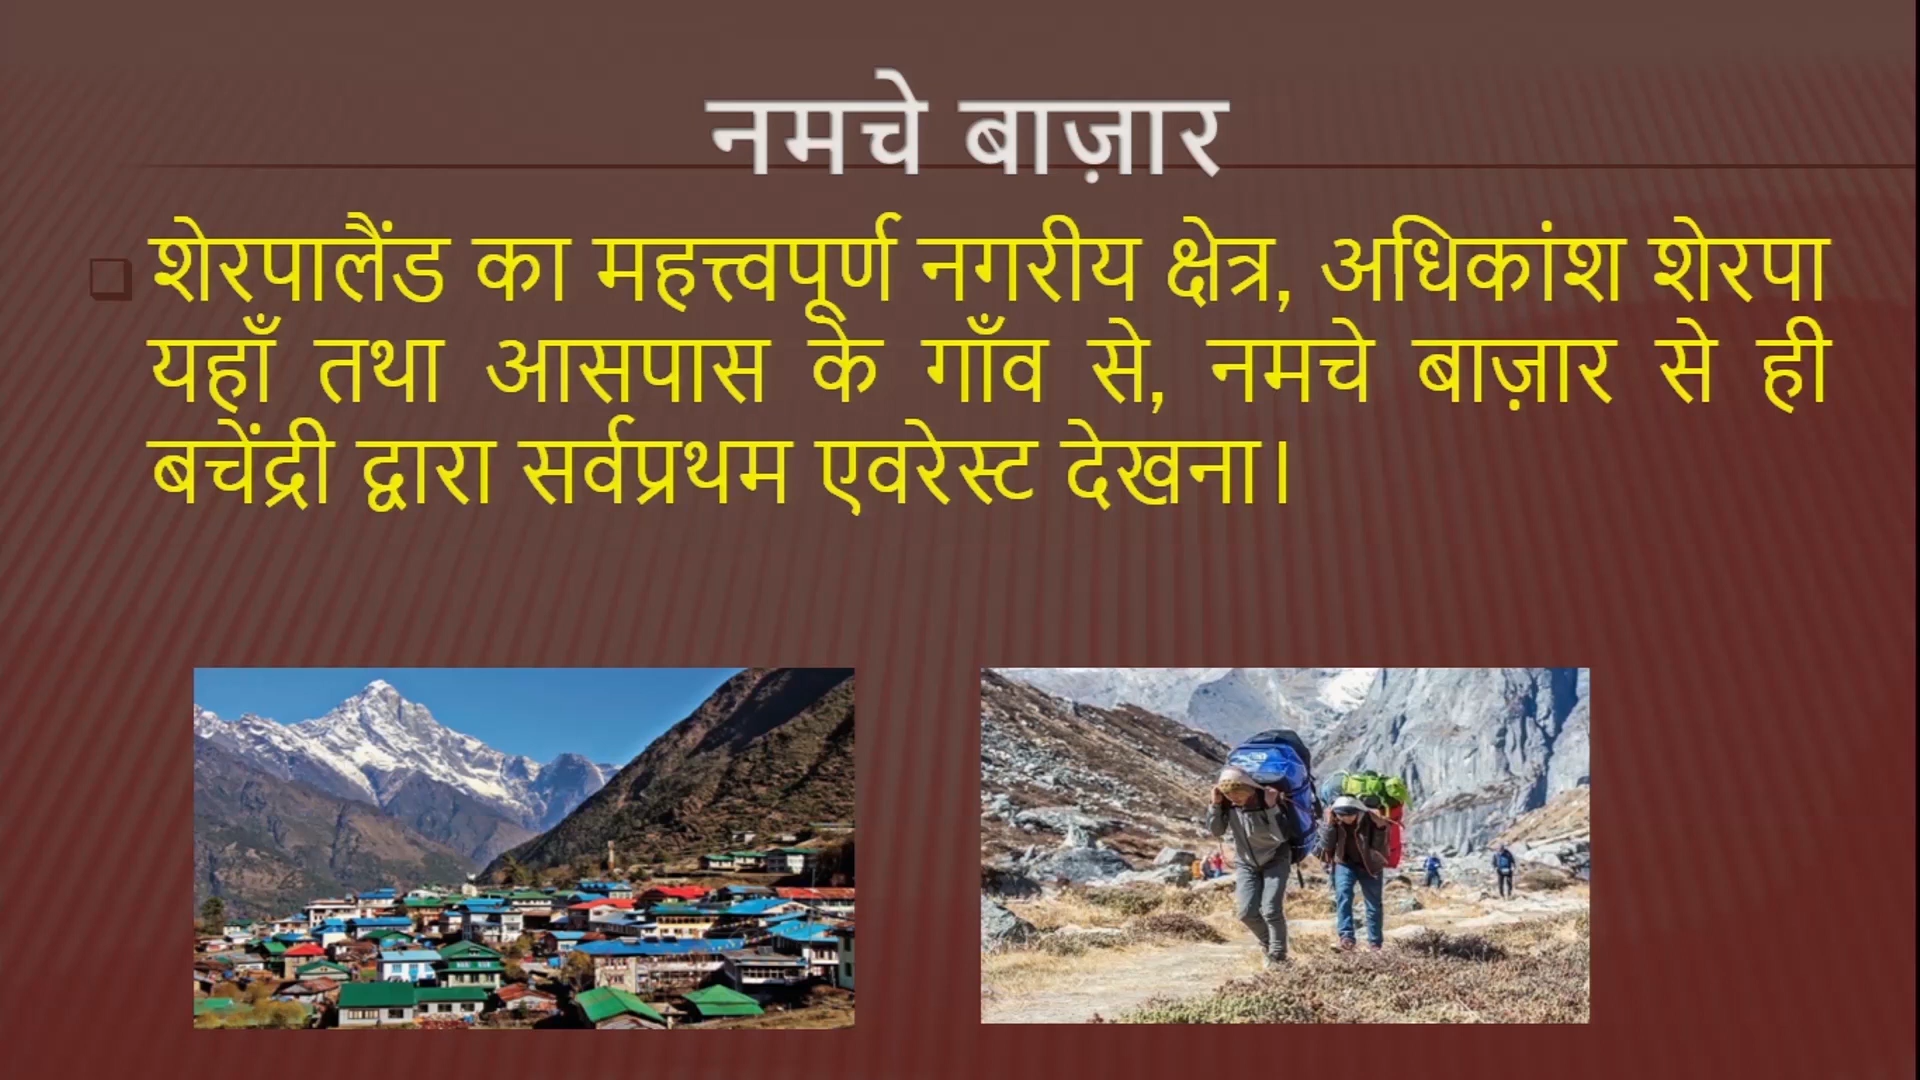 नमचे बाज़ार
शेरपालैंड का महत्त्वपूर्ण नगरीय क्षेत्र, अधिकांश शेरपा
यहाँ तथा आसपास के गाँव से, नमचे बाज़ार से ही
बचेंद्री द्वारा सर्वप्रथम एवरेस्ट देखना।